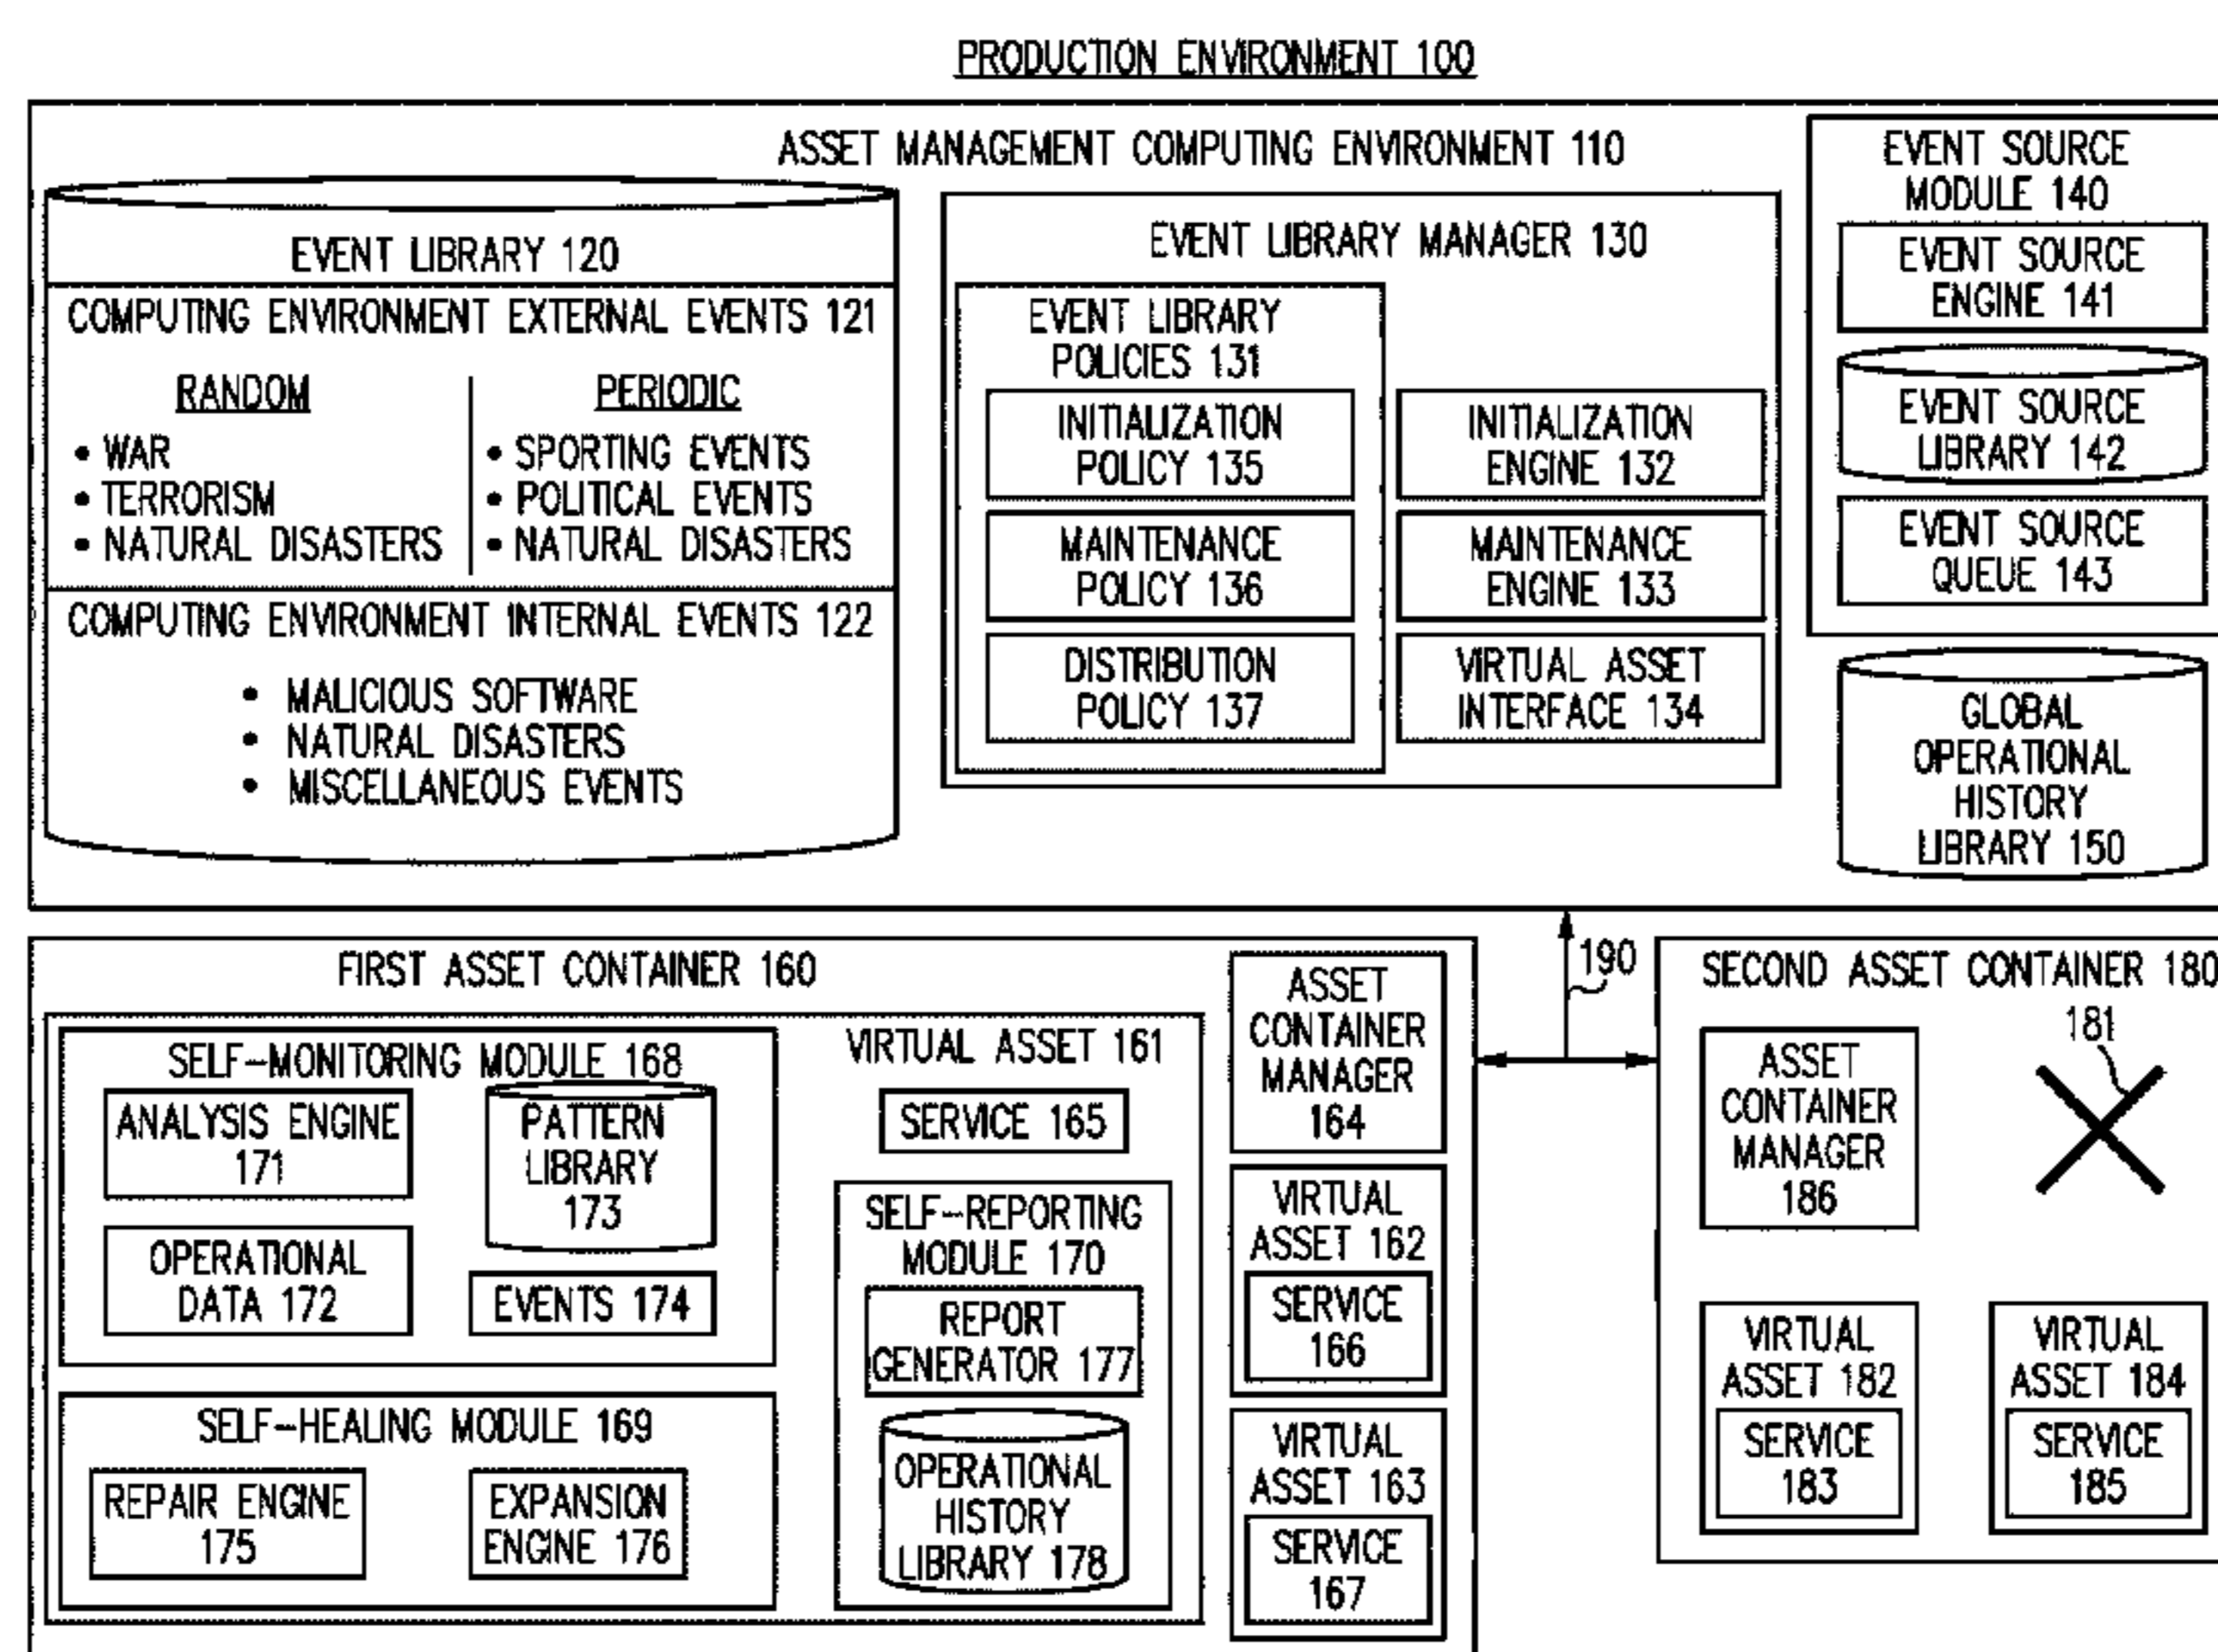 PRODUCTION ENVIRONMENT 100
ASSET MANAGEMENT COMPUTING ENVIRONMENT 110
EVENT LIBRARY 120
COMPUTING ENVIRONMENT EXTERNAL EVENTS 121
RANDOM
• WAR
• TERRORISM
• NATURAL DISASTERS
PERIODIC
• SPORTING EVENTS
• POLITICAL EVENTS
• NATURAL DISASTERS
COMPUTING ENVIRONMENT INTERNAL EVENTS 122
• MALICIOUS SOFTWARE
• NATURAL DISASTERS
• MISCELLANEOUS EVENTS
EVENT LIBRARY MANAGER 130
EVENT LIBRARY
POLICIES 131
INITIALIZATION
POLICY 135
MAINTENANCE
POLICY 136
DISTRIBUTION
POLICY 137
INITIALIZATION
ENGINE 132
MAINTENANCE
ENGINE 133
VIRTUAL ASSET
INTERFACE 134
EVENT SOURCE
MODULE 140
EVENT SOURCE
ENGINE 141
EVENT SOURCE
LIBRARY 142
EVENT SOURCE
QUEUE 143
GLOBAL
OPERATIONAL
HISTORY
LIBRARY 150
FIRST ASSET CONTAINER 160
SELF-MONITORING MODULE 168
ANALYSIS ENGINE
171
PATTERN
LIBRARY
173
OPERATIONAL
DATA 172
EVENTS 174
SELF-HEALING MODULE 169
REPAIR ENGINE
175
EXPANSION
ENGINE 176
VIRTUAL ASSET 161
SERVICE 165
SELF-REPORTING
MODULE 170
REPORT
GENERATOR 177
OPERATIONAL
HISTORY
LIBRARY 178
ASSET
CONTAINER
MANAGER
164
VIRTUAL
ASSET 162
SERVICE
166
VIRTUAL
ASSET 163
SERVICE
167
190
SECOND ASSET CONTAINER 180
181
ASSET
CONTAINER
MANAGER
186
VIRTUAL
ASSET 182
SERVICE
183
VIRTUAL
ASSET 184
SERVICE
185